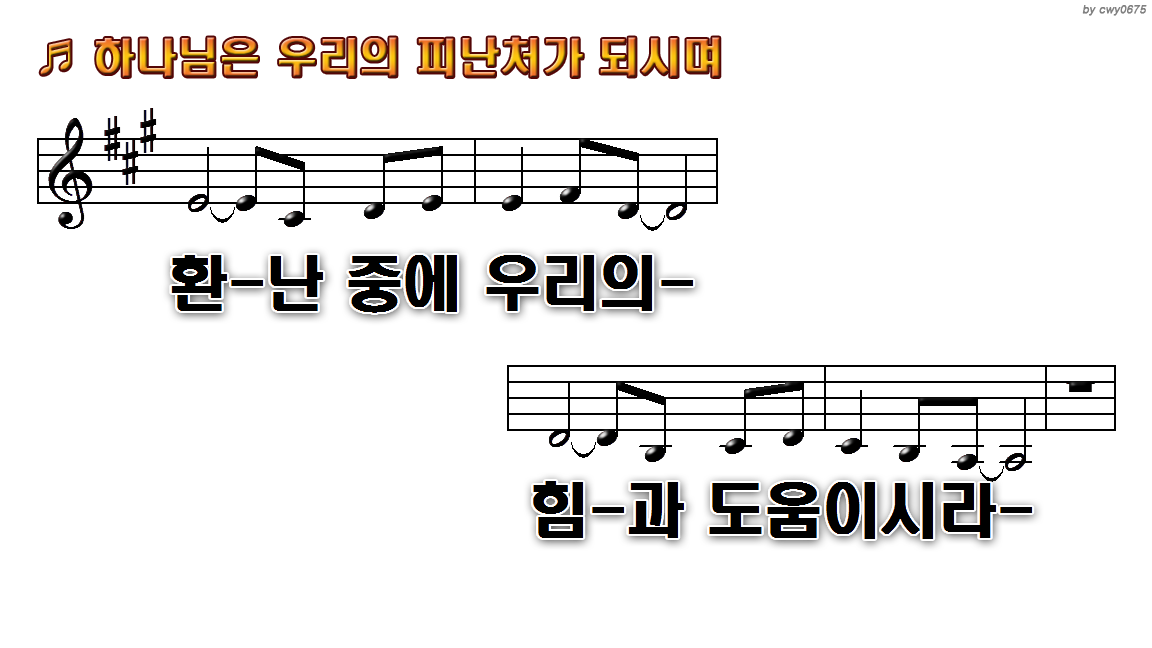 by cwy0675
♬ 하나님은 우리의 피난처가 되시며
환-난 중에 우리의-
힘-과 도움이시라-